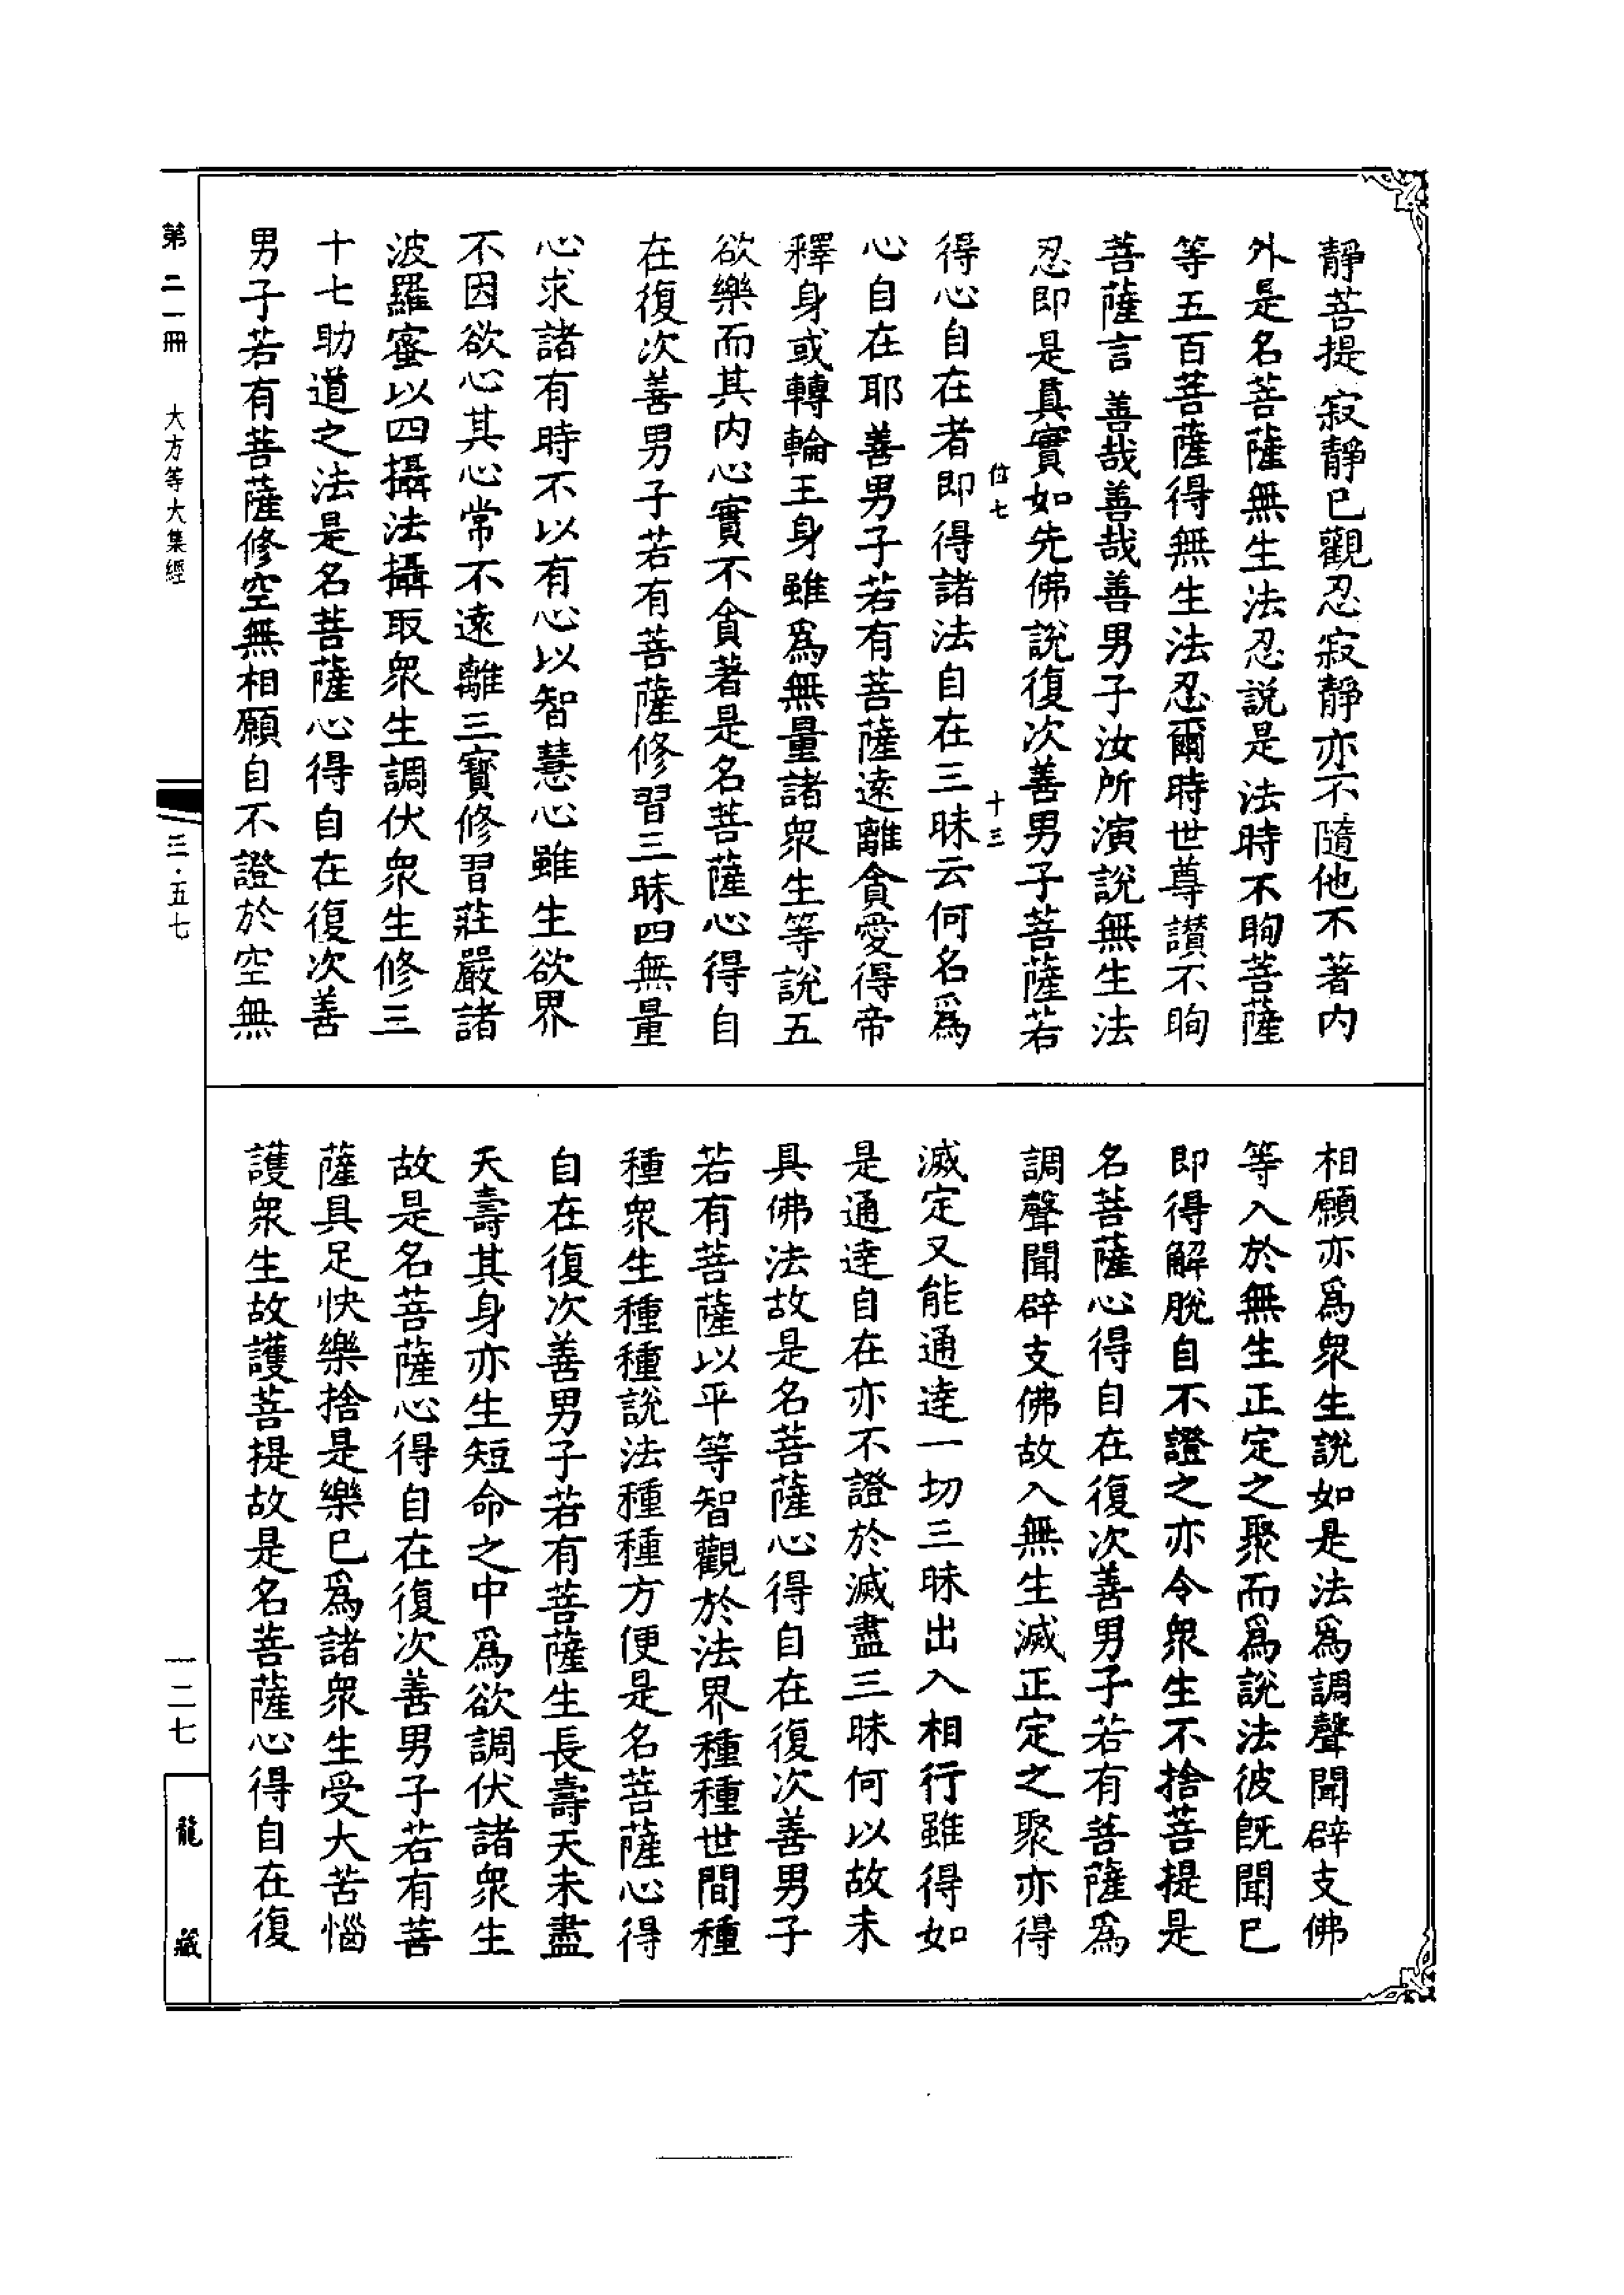 靜菩提寂靜已觀忍寂靜亦不隨他不著内
外是名菩薩無生法忍説是法時不眴菩薩
等五百菩薩得無生法忍爾時世尊讃不眴
菩薩言善哉善哉善男子汝所演說無生法
忍即是真實如先佛說復次善男子菩薩若
位七 十三
得心自在者即得諸法自在三昧云何名爲
心自在耶善男子若有菩薩遠離貪愛得帝
釋身或轉輪王身雖爲無量諸衆生等說五
欲樂而其内心實不貪著是名菩薩心得自
在復次善男子若有菩薩修習三昧四無量
心求諸有時不以有心以智慧心雖生欲界
不因欲心其心常不遠離三寶修習莊嚴諸
波羅蜜以四攝法攝取衆生調伏衆生修三
十七助道之法是名菩薩心得自在復次善
男子若有菩薩修空無相願自不證於空無
相願亦爲衆生說如是法爲調聲聞辟支佛
等入於無生正定之聚而爲說法彼既聞已
即得解脱自不證之亦令衆生不捨菩提是
名菩薩心得自在復次善男子若有菩薩爲
調聲聞辟支佛故入無生滅正定之聚亦得
滅定又能通達一切三昧出入相行雖得如
是通達自在亦不證於滅盡三昧何以故未
具佛法故是名菩薩心得自在復次善男子
若有菩薩以平等智觀於法界種種世間種
種衆生種種說法種種方便是名菩薩心得
自在復次善男子若有菩薩生長壽天未盡
天壽其身亦生短命之中爲欲調伏諸衆生
故是名菩薩心得自在復次善男子若有菩
薩具足快樂捨是樂已爲諸衆生受大苦惱
護衆生故護菩提故是名菩薩心得自在復
第二一冊 大方等大集經
三·五七
一二七
龍藏